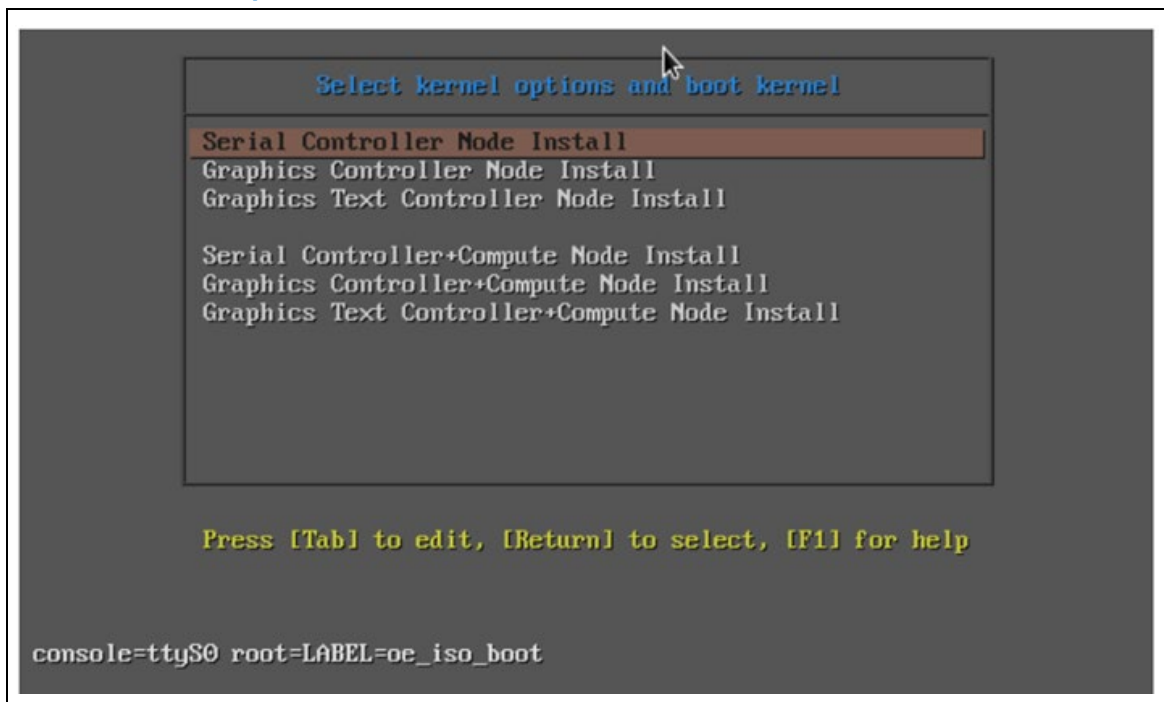 Select kernel options and boot kernel
Serial Controller Node Install
Graphics Controller Node Install
Graphics Text Controller Node Install
Serial Controller+Compute Node Install
Graphics Controller+Compute Node Install
Graphics Text Controller+Compute Node Install
Press [Tab] to edit, [Return] to select, [F1] for help
console=ttyS0 root=LABEL=oe_iso_boot